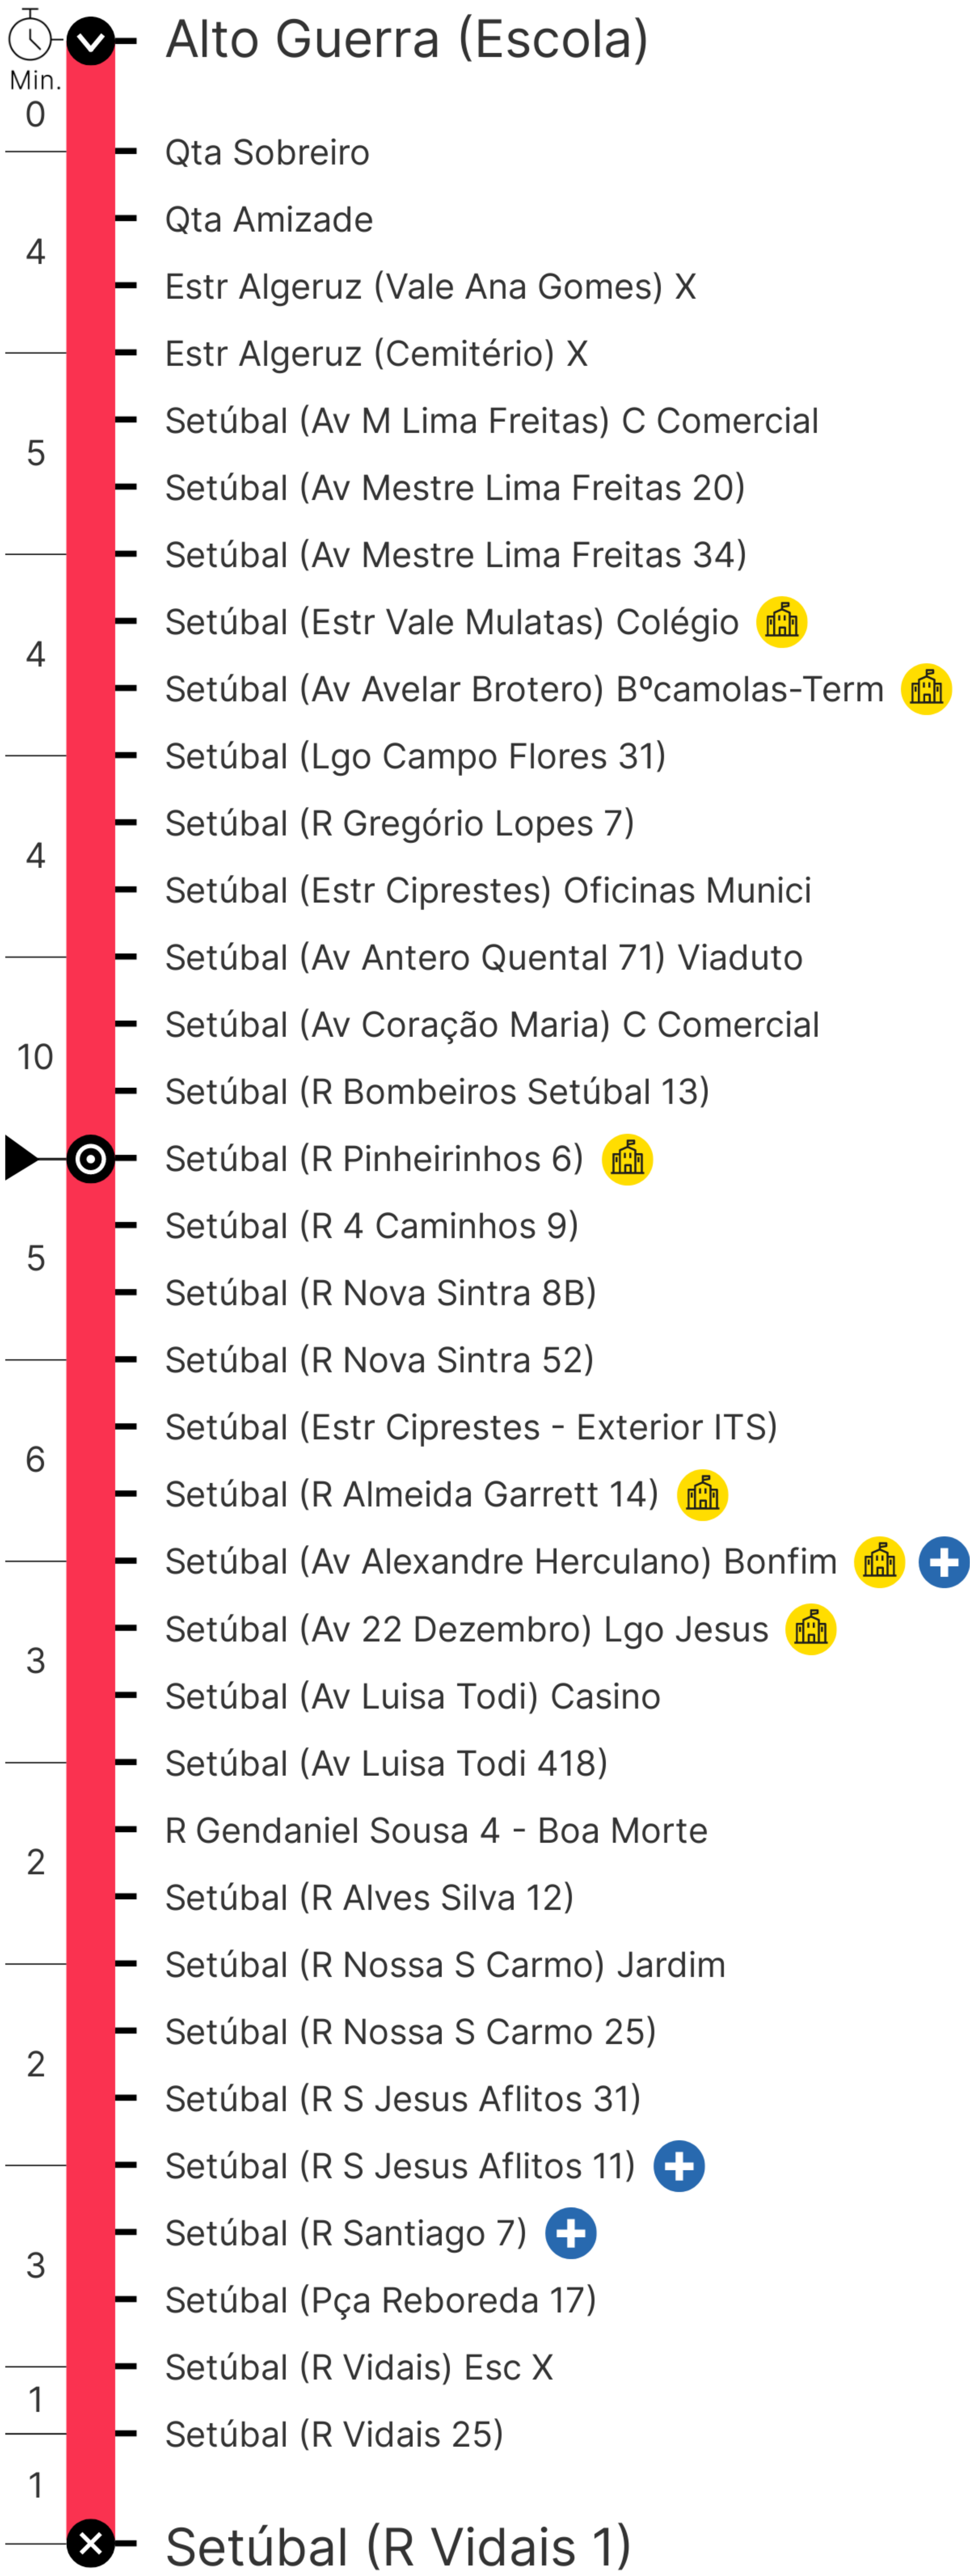 Alto Guerra (Escola)
Min.
0
Qta Sobreiro
Qta Amizade
4
Estr Algeruz (Vale Ana Gomes) X
Estr Algeruz (Cemitério) X
Setúbal (Av M Lima Freitas) C Comercial
5
Setúbal (Av Mestre Lima Freitas 20)
Setúbal (Av Mestre Lima Freitas 34)
Setúbal (Estr Vale Mulatas) Colégio
4
Setúbal (Av Avelar Brotero) Bºcamolas-Term
Setúbal (Lgo Campo Flores 31)
Setúbal (R Gregório Lopes 7)
4
Setúbal (Estr Ciprestes) Oficinas Munici
Setúbal (Av Antero Quental 71) Viaduto
Setúbal (Av Coração Maria) C Comercial
10
Setúbal (R Bombeiros Setúbal 13)
Setúbal (R Pinheirinhos 6)
Setúbal (R 4 Caminhos 9)
5
Setúbal (R Nova Sintra 8B)
Setúbal (R Nova Sintra 52)
Setúbal (Estr Ciprestes - Exterior ITS)
6
Setúbal (R Almeida Garrett 14)
Setúbal (Av Alexandre Herculano) Bonfim
Setúbal (Av 22 Dezembro) Lgo Jesus
3
Setúbal (Av Luisa Todi) Casino
Setúbal (Av Luisa Todi 418)
R Gendaniel Sousa 4 - Boa Morte
2
Setúbal (R Alves Silva 12)
Setúbal (R Nossa S Carmo) Jardim
Setúbal (R Nossa S Carmo 25)
2
Setúbal (R S Jesus Aflitos 31)
Setúbal (R S Jesus Aflitos 11)
Setúbal (R Santiago 7)
3
Setúbal (Pça Reboreda 17)
Setúbal (R Vidais) Esc X
1
Setúbal (R Vidais 25)
1
Setúbal (R Vidais 1)